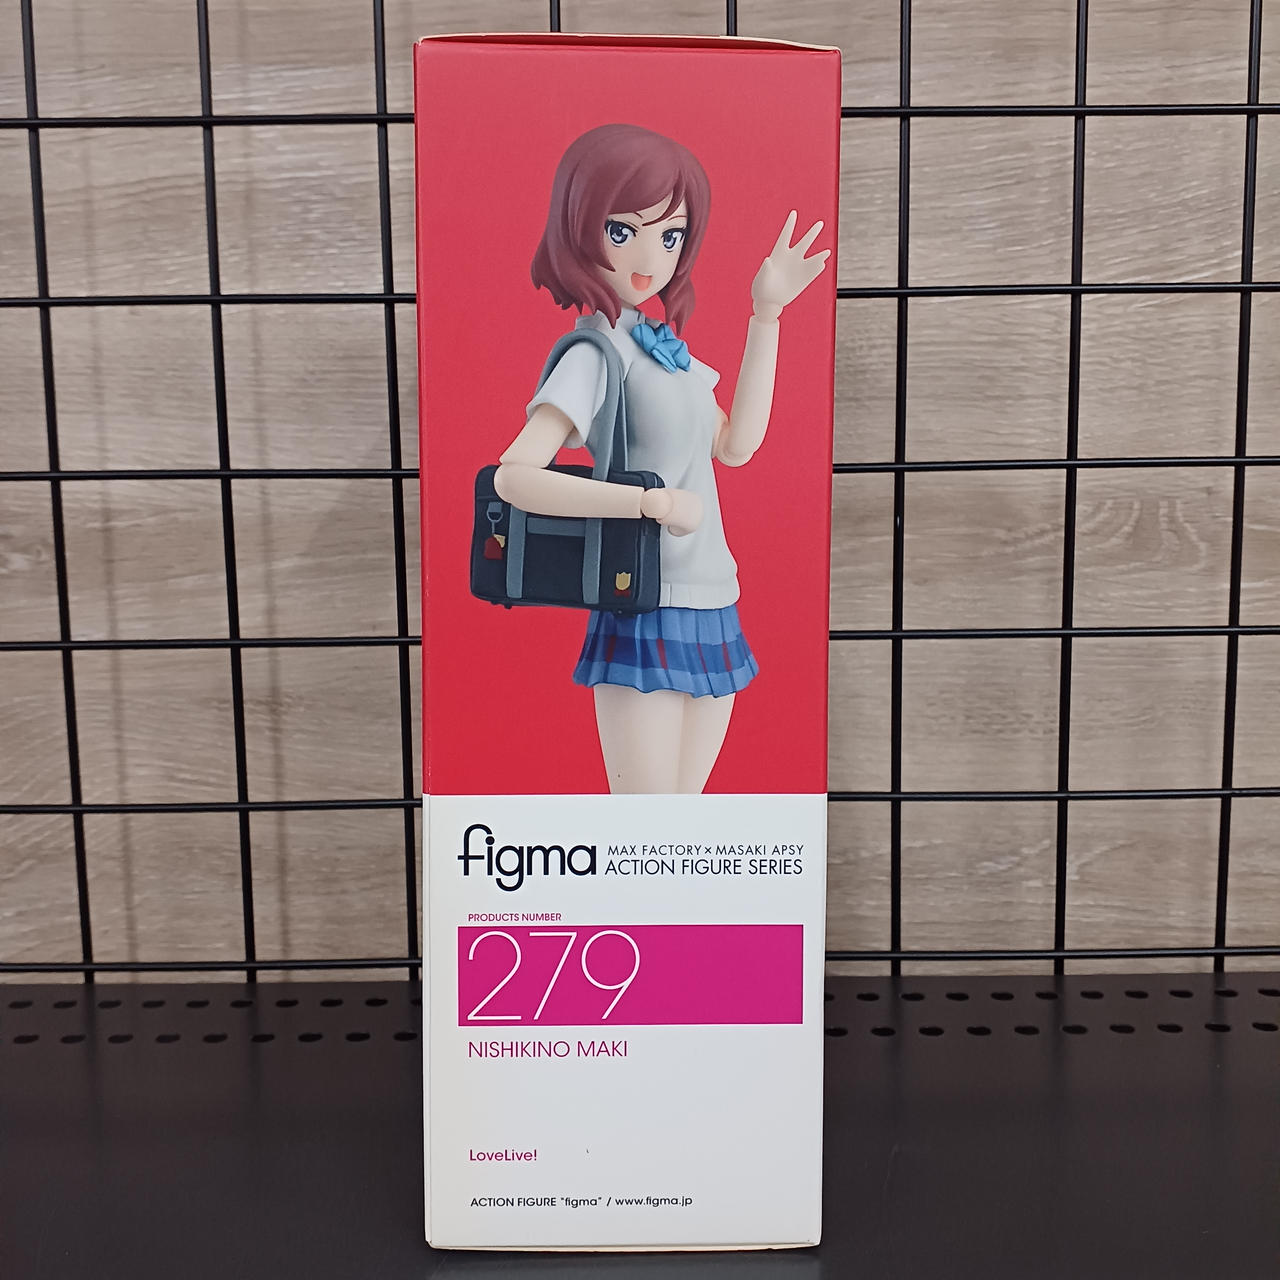 figma
MAX FACTORY × MASAKI APSY
ACTION FIGURE SERIES
PRODUCTS NUMBER
279
NISHIKINO MAKI
LoveLive!
ACTION FIGURE "figma" / www.figma.jp